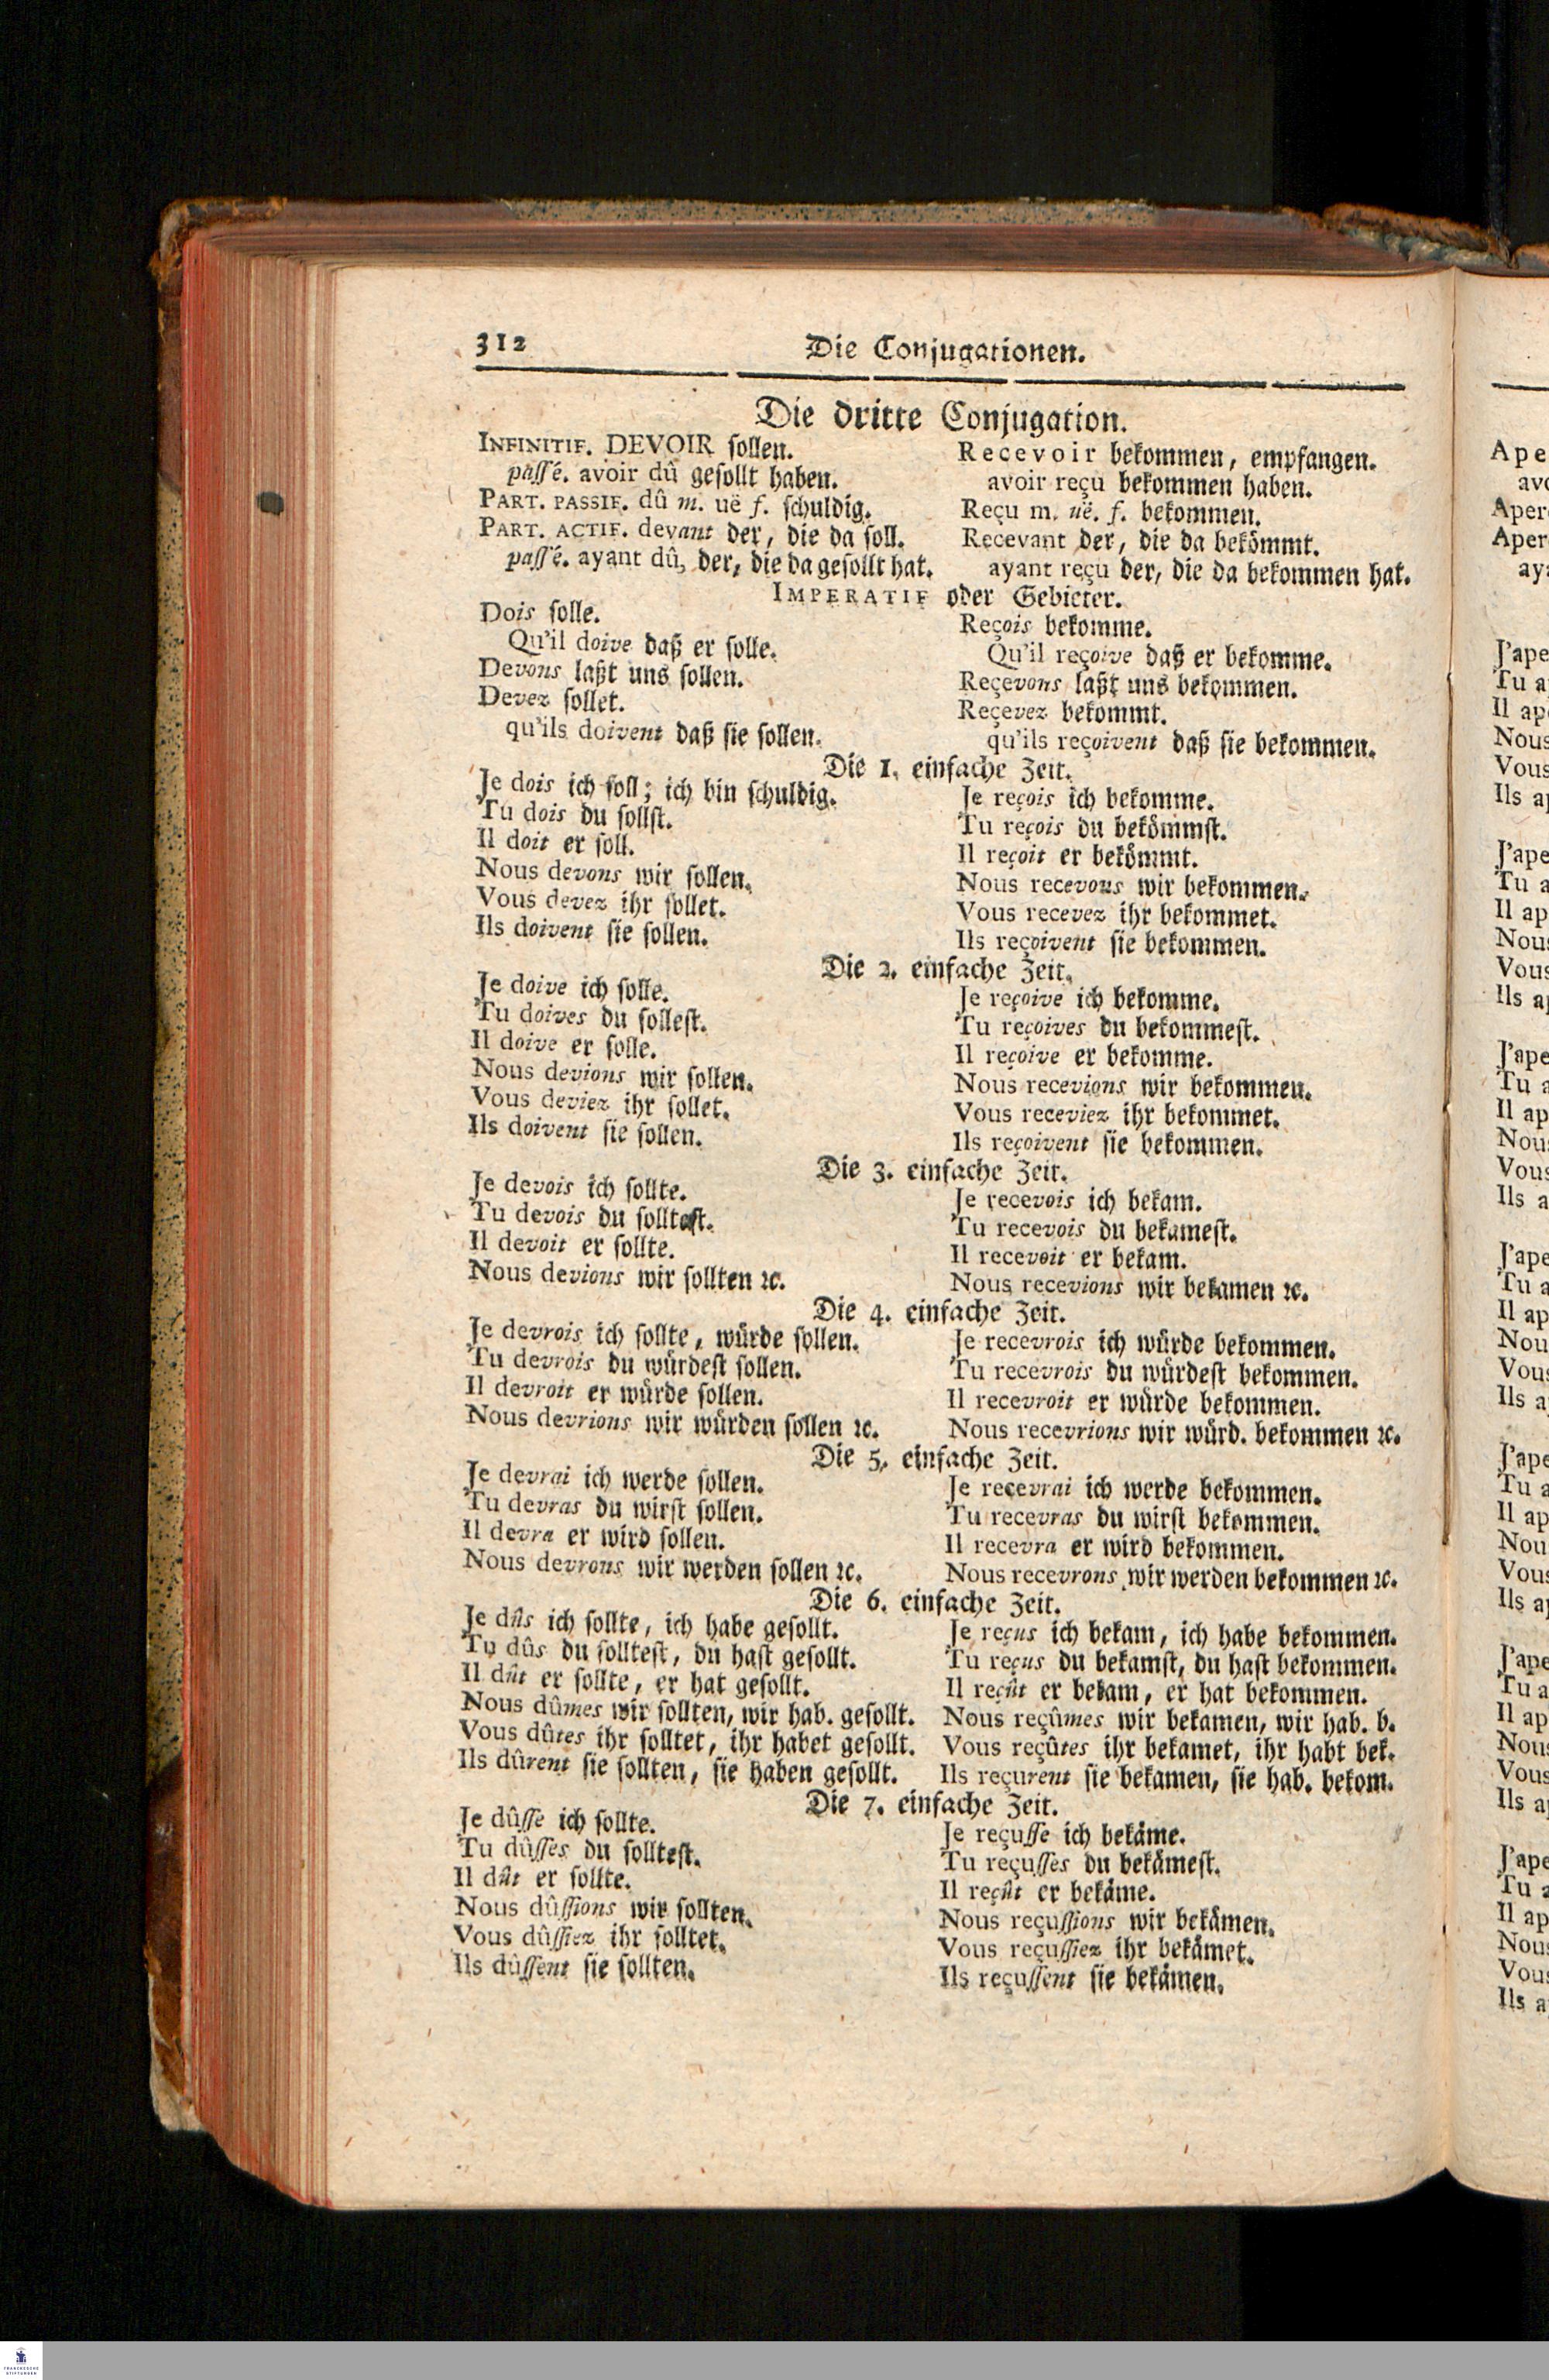 312 Die Conjugationen.
Die dritte Conjugation.
INFINITIF. DEVOIR sollen.
passé. avoir dû gesollt haben.
PART. PASSIF. dû m. uë f. schuldig.
PART. ACTIF. devant der, die da soll.
passé. ayant dû, der, die da gesollt hat.
Recevoir bekommen, empfangen.
avoir reçu bekommen haben.
Reçu m. uë. f. bekommen.
Recevant der, die da bekömmt.
ayant reçu der, die da bekommen hat.
IMPERATIF oder Gebieter.
Dois solle.
Qu'il doive daß er solle.
Devons laßt uns sollen.
Devez sollet.
qu'ils doivent daß sie sollen.
Reçois bekomme.
Qu'il reçoive daß er bekomme.
Reçevons laßt uns bekommen.
Reçevez bekommt.
qu'ils reçoivent daß sie bekommen.
Die 1. einfache Zeit.
Je dois ich soll; ich bin schuldig.
Tu dois du sollst.
Il doit er soll.
Nous devons wir sollen.
Vous devez ihr sollet.
Ils doivent sie sollen.
Je reçois ich bekomme.
Tu reçois du bekömmst.
Il reçoit er bekömmt.
Nous recevons wir bekommen.
Vous recevez ihr bekommet.
Ils reçoivent sie bekommen.
Die 2. einfache Zeit.
Je doive ich solle.
Tu doives du sollest.
Il doive er solle.
Nous devions wir sollen.
Vous deviez ihr sollet.
Ils doivent sie sollen.
Je reçoive ich bekomme.
Tu reçoives du bekommest.
Il reçoive er bekomme.
Nous recevions wir bekommen.
Vous receviez ihr bekommet.
Ils reçoivent sie bekommen.
Die 3. einfache Zeit.
Je devois ich sollte.
Tu devois du solltest.
Il devoit er sollte.
Nous devions wir sollten ꝛc.
Je recevois ich bekam.
Tu recevois du bekamest.
Il recevoit er bekam.
Nous recevions wir bekamen ꝛc.
Die 4. einfache Zeit.
Je devrois ich sollte, würde sollen.
Tu devrois du würdest sollen.
Il devroit er würde sollen.
Nous devrions wir würden sollen ꝛc.
Je recevrois ich würde bekommen.
Tu recevrois du würdest bekommen.
Il recevroit er würde bekommen.
Nous recevrions wir würd. bekommen ꝛc.
Die 5. einfache Zeit.
Je devrai ich werde sollen.
Tu devras du wirst sollen.
Il devra er wird sollen.
Nous devrons wir werden sollen ꝛc.
Je recevrai ich werde bekommen.
Tu recevras du wirst bekommen.
Il recevra er wird bekommen.
Nous recevrons wir werden bekommen ꝛc.
Die 6. einfache Zeit.
Je dûs ich sollte, ich habe gesollt.
Tu dûs du solltest, du hast gesollt.
Il dût er sollte, er hat gesollt.
Nous dûmes wir sollten, wir hab. gesollt.
Vous dûtes ihr solltet, ihr habet gesollt.
Ils dûrent sie sollten, sie haben gesollt.
Je reçus ich bekam, ich habe bekommen.
Tu reçus du bekamst, du hast bekommen.
Il reçût er bekam, er hat bekommen.
Nous reçûmes wir bekamen, wir hab. b.
Vous reçûtes ihr bekamet, ihr habt bek.
Ils reçurent sie bekamen, sie hab. bekom.
Die 7. einfache Zeit.
Je dûsse ich sollte.
Tu dûsses du solltest.
Il dût er sollte.
Nous dûssions wir sollten.
Vous dûssiez ihr solltet.
Ils dûssent sie sollten.
Je reçusse ich bekäme.
Tu reçusses du bekämest.
Il reçût er bekäme.
Nous reçussions wir bekämen.
Vous reçussiez ihr bekämet.
Ils reçussent sie bekämen.
FRANCKESCHE
STIFTUNGEN